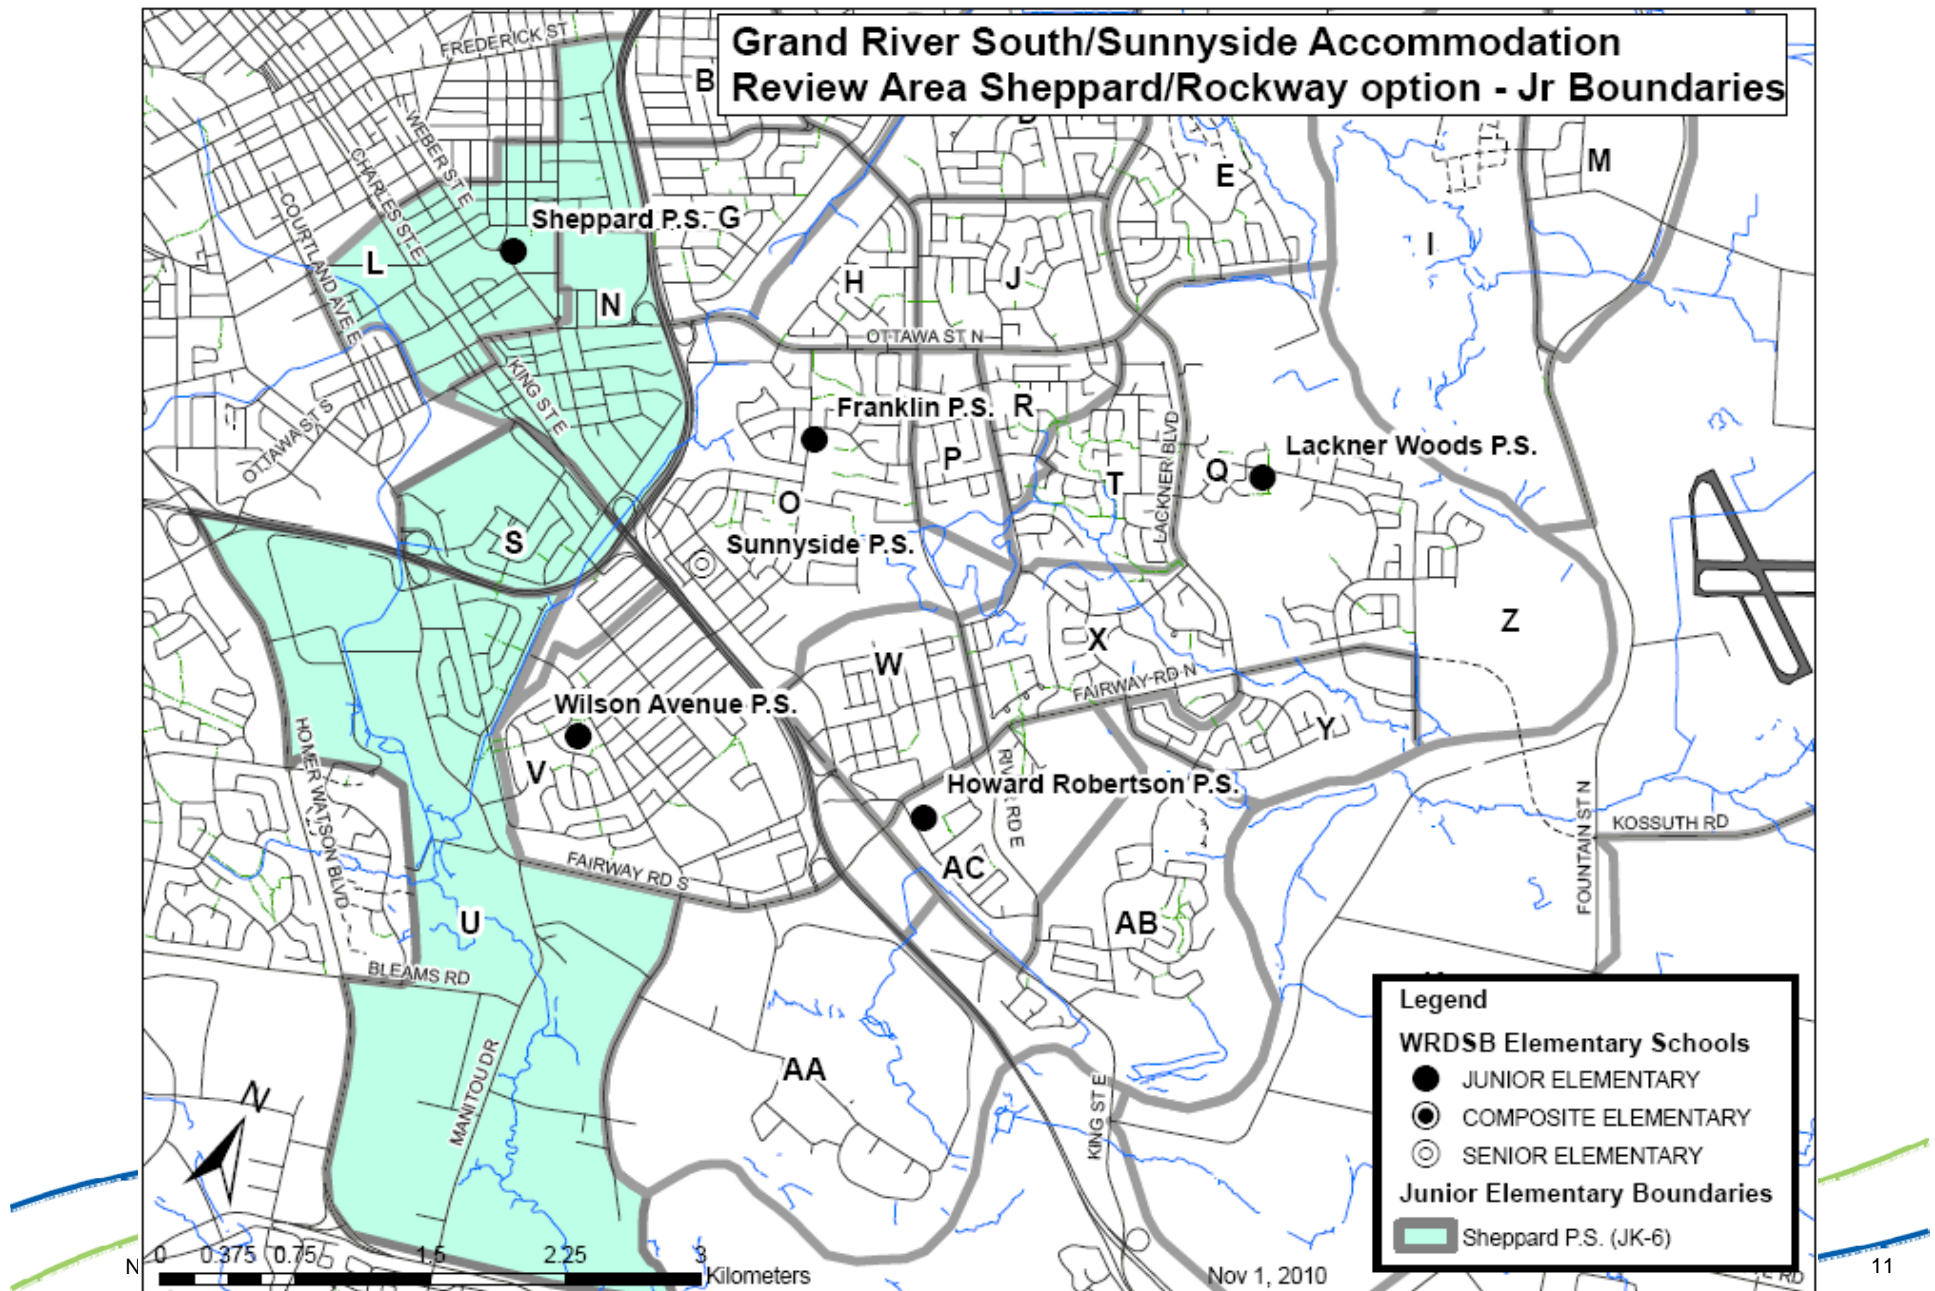 Grand River South/Sunnyside Accommodation
Review Area Sheppard/Rockway option - Jr Boundaries
FREDERICK ST
B
E
M
WEBER ST E
CHARLES ST E
COURTLAND AVE E
Sheppard P.S.
G
I
L
N
H
J
OTTAWA ST N
KING ST E
OTTAWA ST S
Franklin P.S.
R
P
LACKNER BLVD
Lackner Woods P.S.
Q
T
O
S
Sunnyside P.S.
Z
X
W
FAIRWAY RD N
Wilson Avenue P.S.
Y
HOMER WATSON BLVD
V
Howard Robertson P.S.
RIVER RD E
FOUNTAIN ST N
KOSSUTH RD
FAIRWAY RD S
AC
U
AB
BLEAMS RD
AA
MANITOU DR
KING ST E
N
Legend
WRDSB Elementary Schools
JUNIOR ELEMENTARY
COMPOSITE ELEMENTARY
SENIOR ELEMENTARY
Junior Elementary Boundaries
Sheppard P.S. (JK-6)
0 0.375 0.75 1.5 2.25 3
Kilometers
Nov 1, 2010
RD
N
11